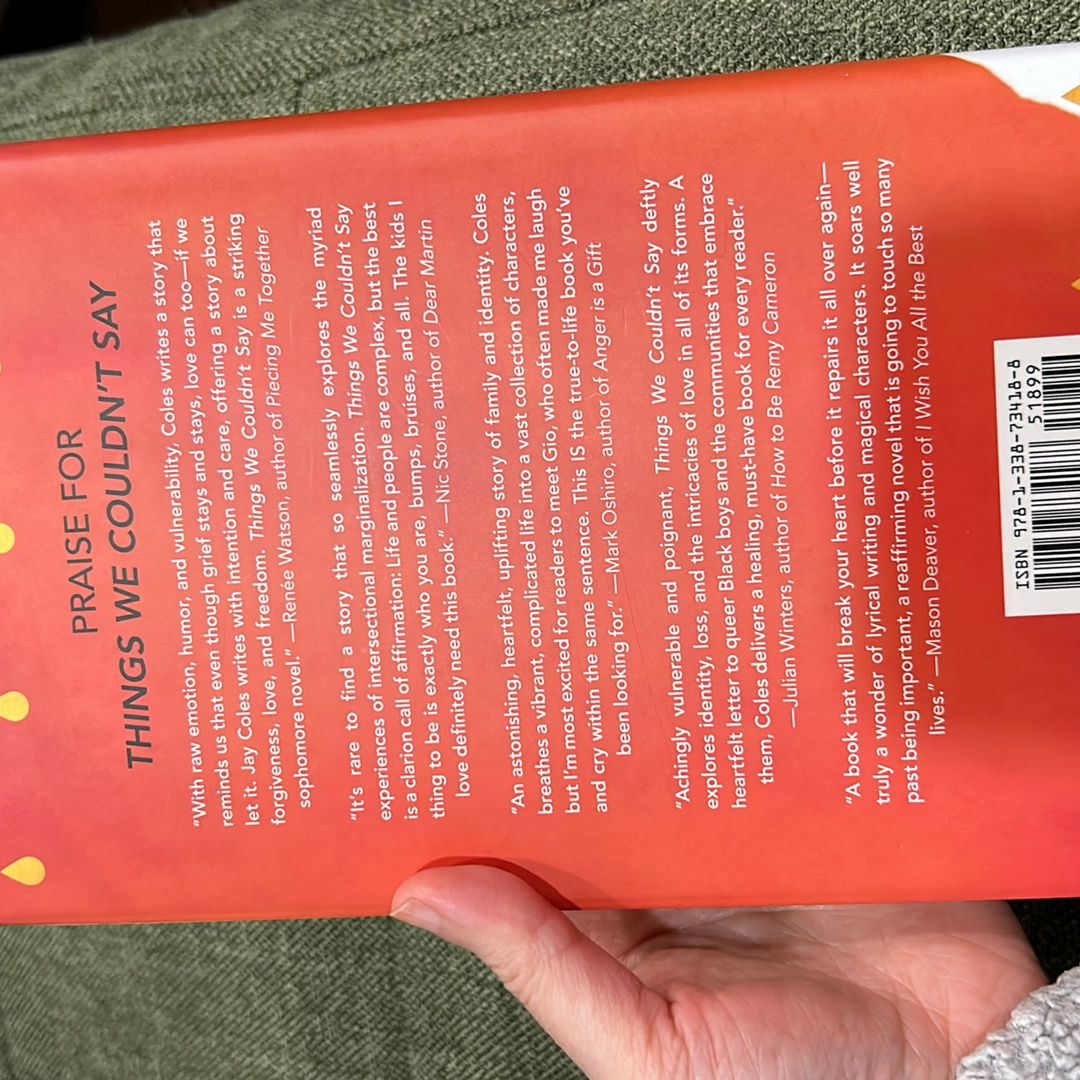 PRAISE FOR
THINGS WE COULDN'T SAY
“With raw emotion, humor, and vulnerability, Coles writes a story that
reminds us that even though grief stays and stays, love can too—if we
let it. Jay Coles writes with intention and care, offering a story about
forgiveness, love, and freedom. Things We Couldn't Say is a striking
sophomore novel.” —Renée Watson, author of Piecing Me Together
“It's rare to find a story that so seamlessly explores the myriad
experiences of intersectional marginalization. Things We Couldn't Say
is a clarion call of affirmation: Life and people are complex, but the best
thing to be is exactly who you are, bumps, bruises, and all. The kids I
love definitely need this book.” —Nic Stone, author of Dear Martin
“An astonishing, heartfelt, uplifting story of family and identity. Coles
breathes a vibrant, complicated life into a vast collection of characters,
but I'm most excited for readers to meet Gio, who often made me laugh
and cry within the same sentence. This IS the true-to-life book you've
been looking for.” —Mark Oshiro, author of Anger is a Gift
“Achingly vulnerable and poignant, Things We Couldn't Say deftly
explores identity, loss, and the intricacies of love in all of its forms. A
heartfelt letter to queer Black boys and the communities that embrace
them, Coles delivers a healing, must-have book for every reader.”
—Julian Winters, author of How to Be Remy Cameron
“A book that will break your heart before it repairs it all over again—
truly a wonder of lyrical writing and magical characters. It soars well
past being important, a reaffirming novel that is going to touch so many
lives.” —Mason Deaver, author of I Wish You All the Best
ISBN 978-1-338-73418-8
51899